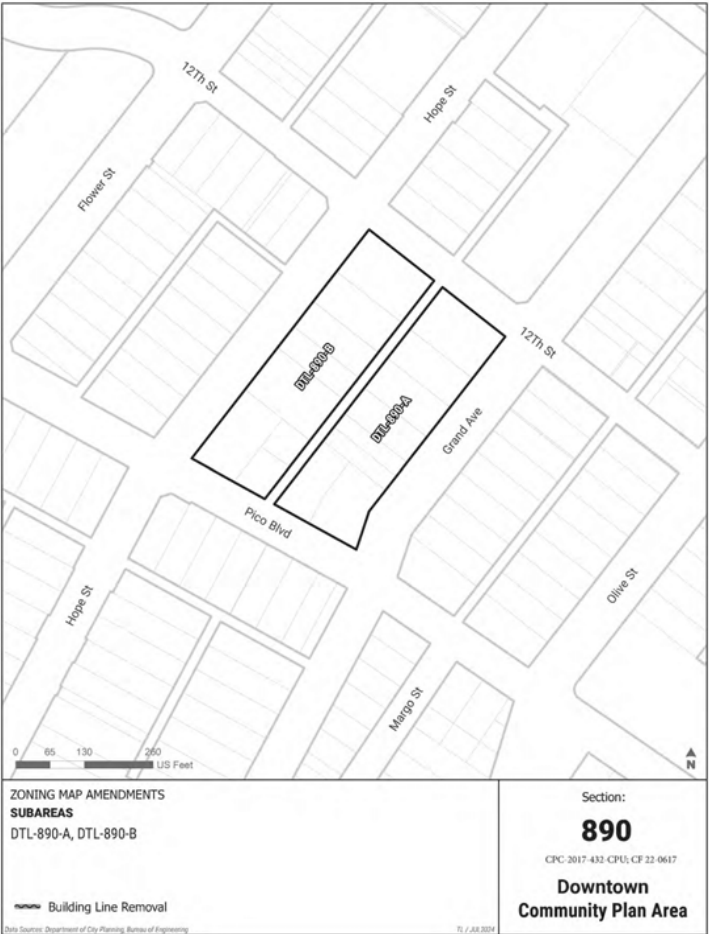 12Th St
Hope St
Flower St
12Th St
DTL-890-B
DTL-890-A
Grand Ave
Pico Blvd
Olive St
Hope St
Margo St
0 65 130 260
US Feet
N
ZONING MAP AMENDMENTS
SUBAREAS
DTL-890-A, DTL-890-B
Building Line Removal
Data Sources: Department of City Planning, Bureau of Engineering
TL / JUL 2024
Section:
890
CPC-2017-432-CPU; CF 22-0617
Downtown
Community Plan Area